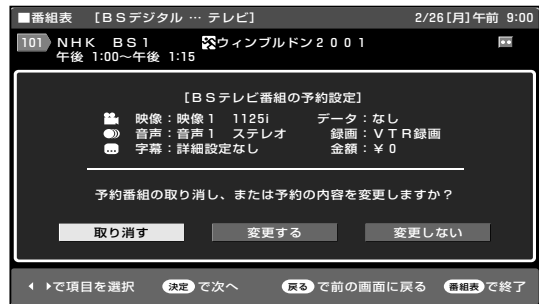 ■番組表 [BSデジタル … テレビ] 2/26[月]午前 9:00
101 NHK BS1 ウィンブルドン2001
午後 1:00~午後 1:15
[BSテレビ番組の予約設定]
映像:映像1 1125i データ:なし
音声:音声1 ステレオ 録画:VTR録画
字幕:詳細設定なし 金額:¥0
予約番組の取り消し、または予約の内容を変更しますか?
取り消す 変更する 変更しない
で項目を選択 決定で次へ 戻るで前の画面に戻る 番組表で終了